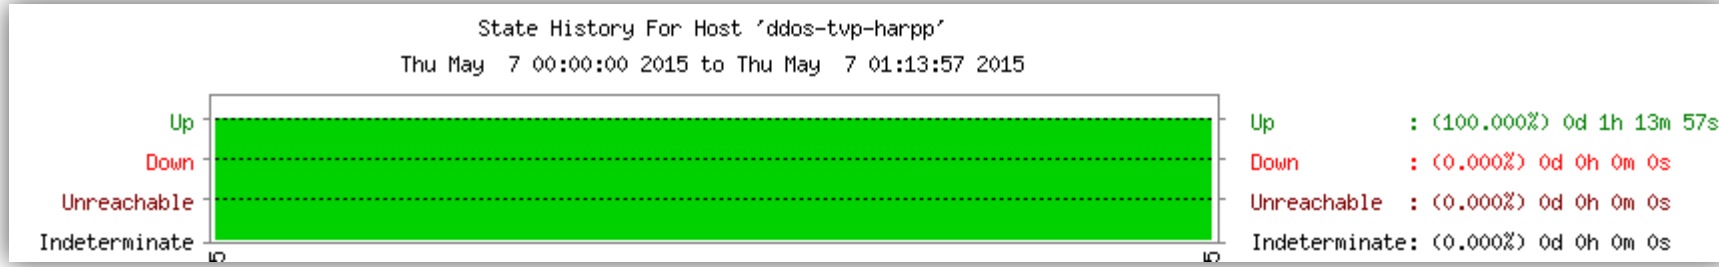 State History For Host 'ddos-tvp-harpp'
Thu May  7 00:00:00 2015 to Thu May  7 01:13:57 2015
Up
Down
Unreachable
Indeterminate
Up : (100.000%) 0d 1h 13m 57s
Down : (0.000%) 0d 0h 0m 0s
Unreachable : (0.000%) 0d 0h 0m 0s
Indeterminate: (0.000%) 0d 0h 0m 0s